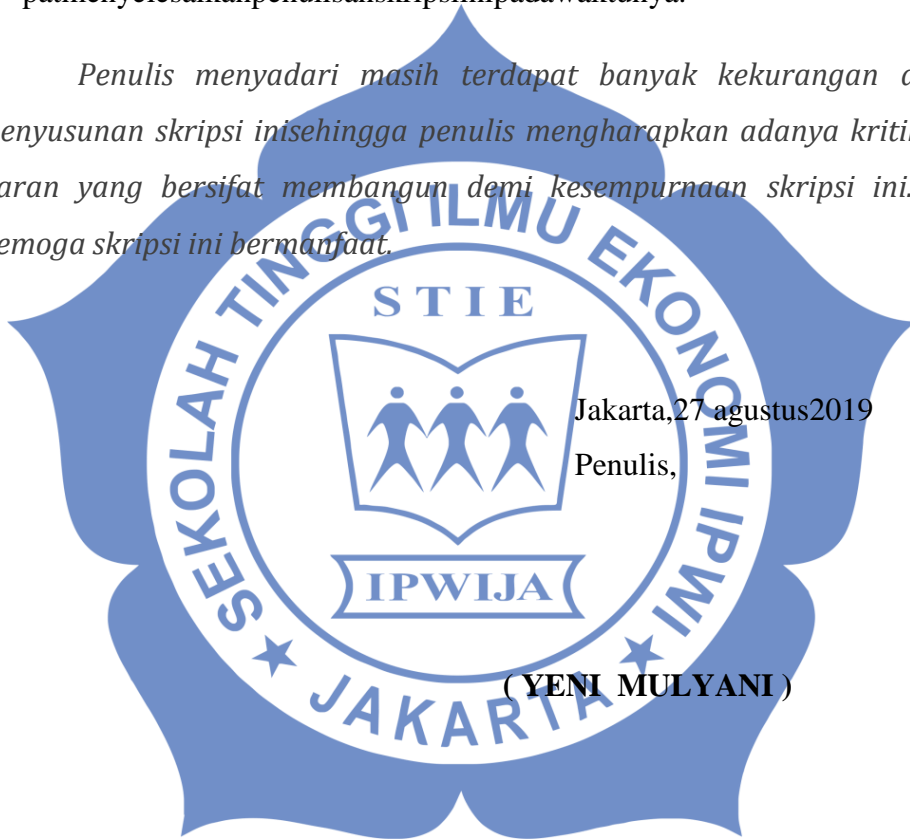 patmenyelesaikanpenulisanskripsiinipadawaktunya.
Penulis menyadari masih terdapat banyak kekurangan
enyusunan skripsi inisehingga penulis mengharapkan adanya kritik
aran yang bersifat membangun demi kesempurnaan skripsi ini.
emoga skripsi ini bermanfaat.
SEKOLAH TINGGI ILMU EKONOMI IPWI
STIE
Jakarta,27 agustus2019
Penulis,
IPWIJA
( YENI MULYANI )
JAKARTA